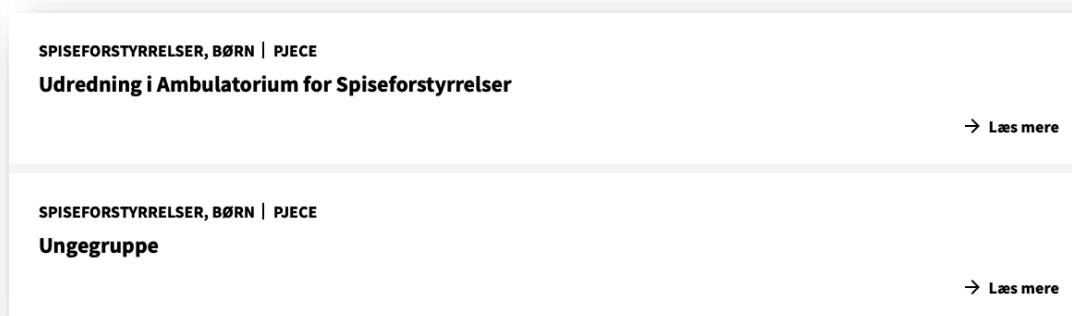 SPISEFORSTYRRELSER, BØRN | PJECE
Udredning i Ambulatorium for Spiseforstyrrelser
→ Læs mere
SPISEFORSTYRRELSER, BØRN | PJECE
Ungegruppe
→ Læs mere